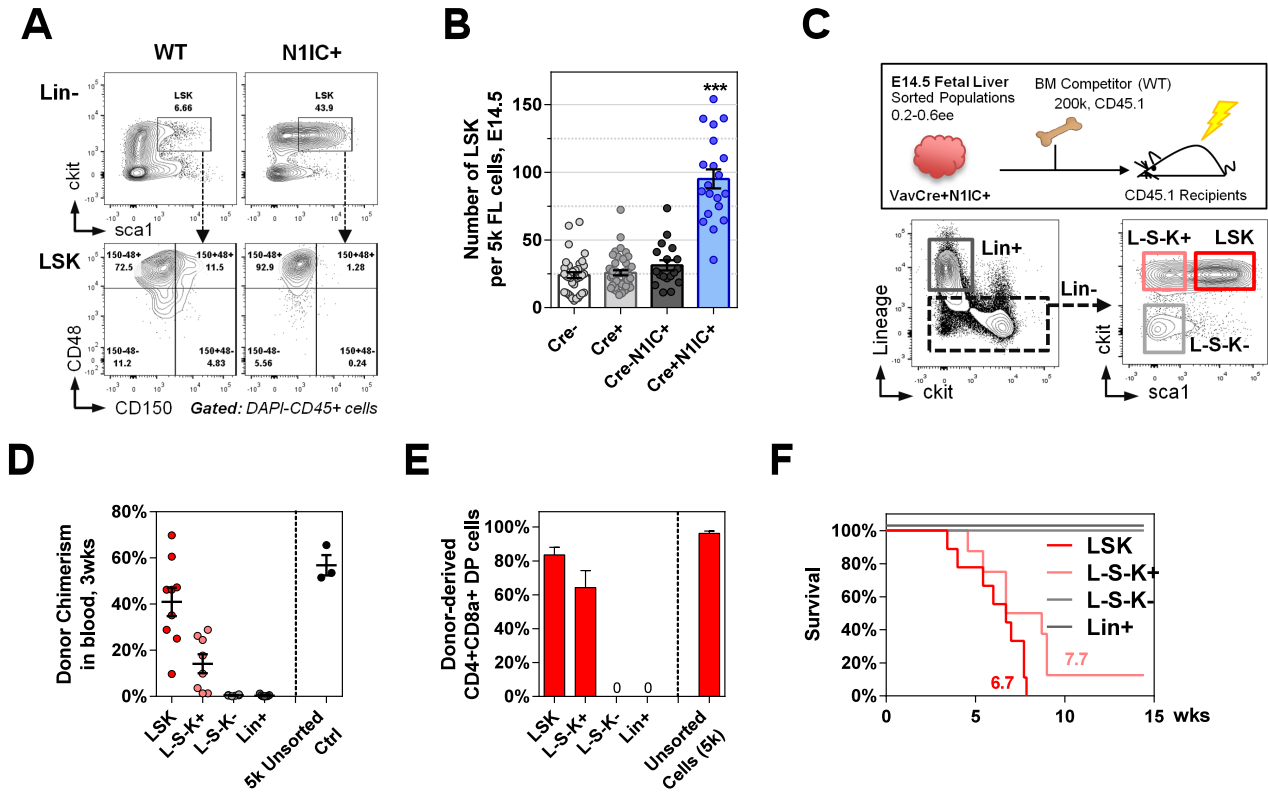 A
WT
N1IC+
Lin-
LSK
6.66
LSK
43.9
ckit
sca1
LSK
150-48+
72.5
150+48+
11.5
150-48-
11.2
150+48-
4.83
150-48+
92.9
150+48+
1.28
150-48-
5.56
150+48-
0.24
CD48
CD150
Gated: DAPI-CD45+ cells
B
Number of LSK
per 5k FL cells, E14.5
150
100
50
0
***
Cre-
Cre+
Cre-N1IC+
Cre+N1IC+
C
E14.5 Fetal Liver
Sorted Populations
0.2-0.6ee
BM Competitor (WT)
200k, CD45.1
VavCre+N1IC+
CD45.1 Recipients
Lin+
Lin-
Lineage
ckit
L-S-K+
LSK
L-S-K-
ckit
sca1
D
Donor Chimerism
in blood, 3wks
80%
60%
40%
20%
0%
LSK
L-S-K+
L-S-K-
Lin+
5k Unsorted
Ctrl
E
Donor-derived
CD4+CD8a+ DP cells
100%
80%
60%
40%
20%
0%
0
0
LSK
L-S-K+
L-S-K-
Lin+
Unsorted
Cells (5k)
F
Survival
100%
80%
60%
40%
20%
0%
LSK
L-S-K+
L-S-K-
Lin+
6.7
7.7
0
5
10
15
wks